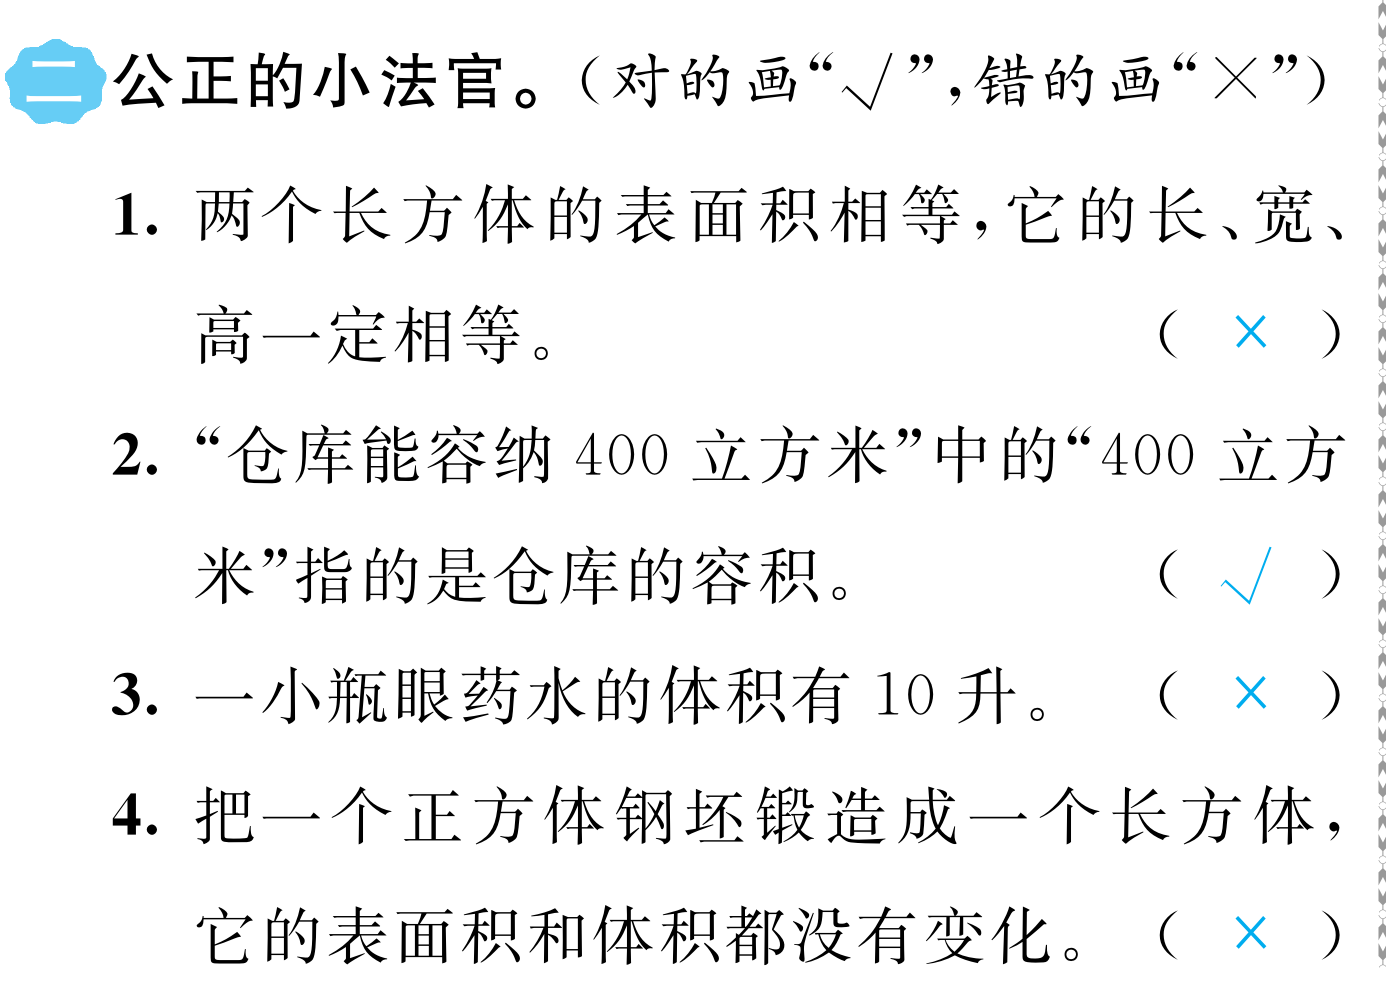 二 公正的小法官。(对的画“√”,错的画“×”)
1. 两个长方体的表面积相等,它的长、宽、
高一定相等。 ( × )
2. “仓库能容纳 400 立方米”中的“400 立方
米”指的是仓库的容积。 ( √ )
3. 一小瓶眼药水的体积有 10 升。 ( × )
4. 把一个正方体钢坯锻造成一个长方体,
它的表面积和体积都没有变化。 ( × )